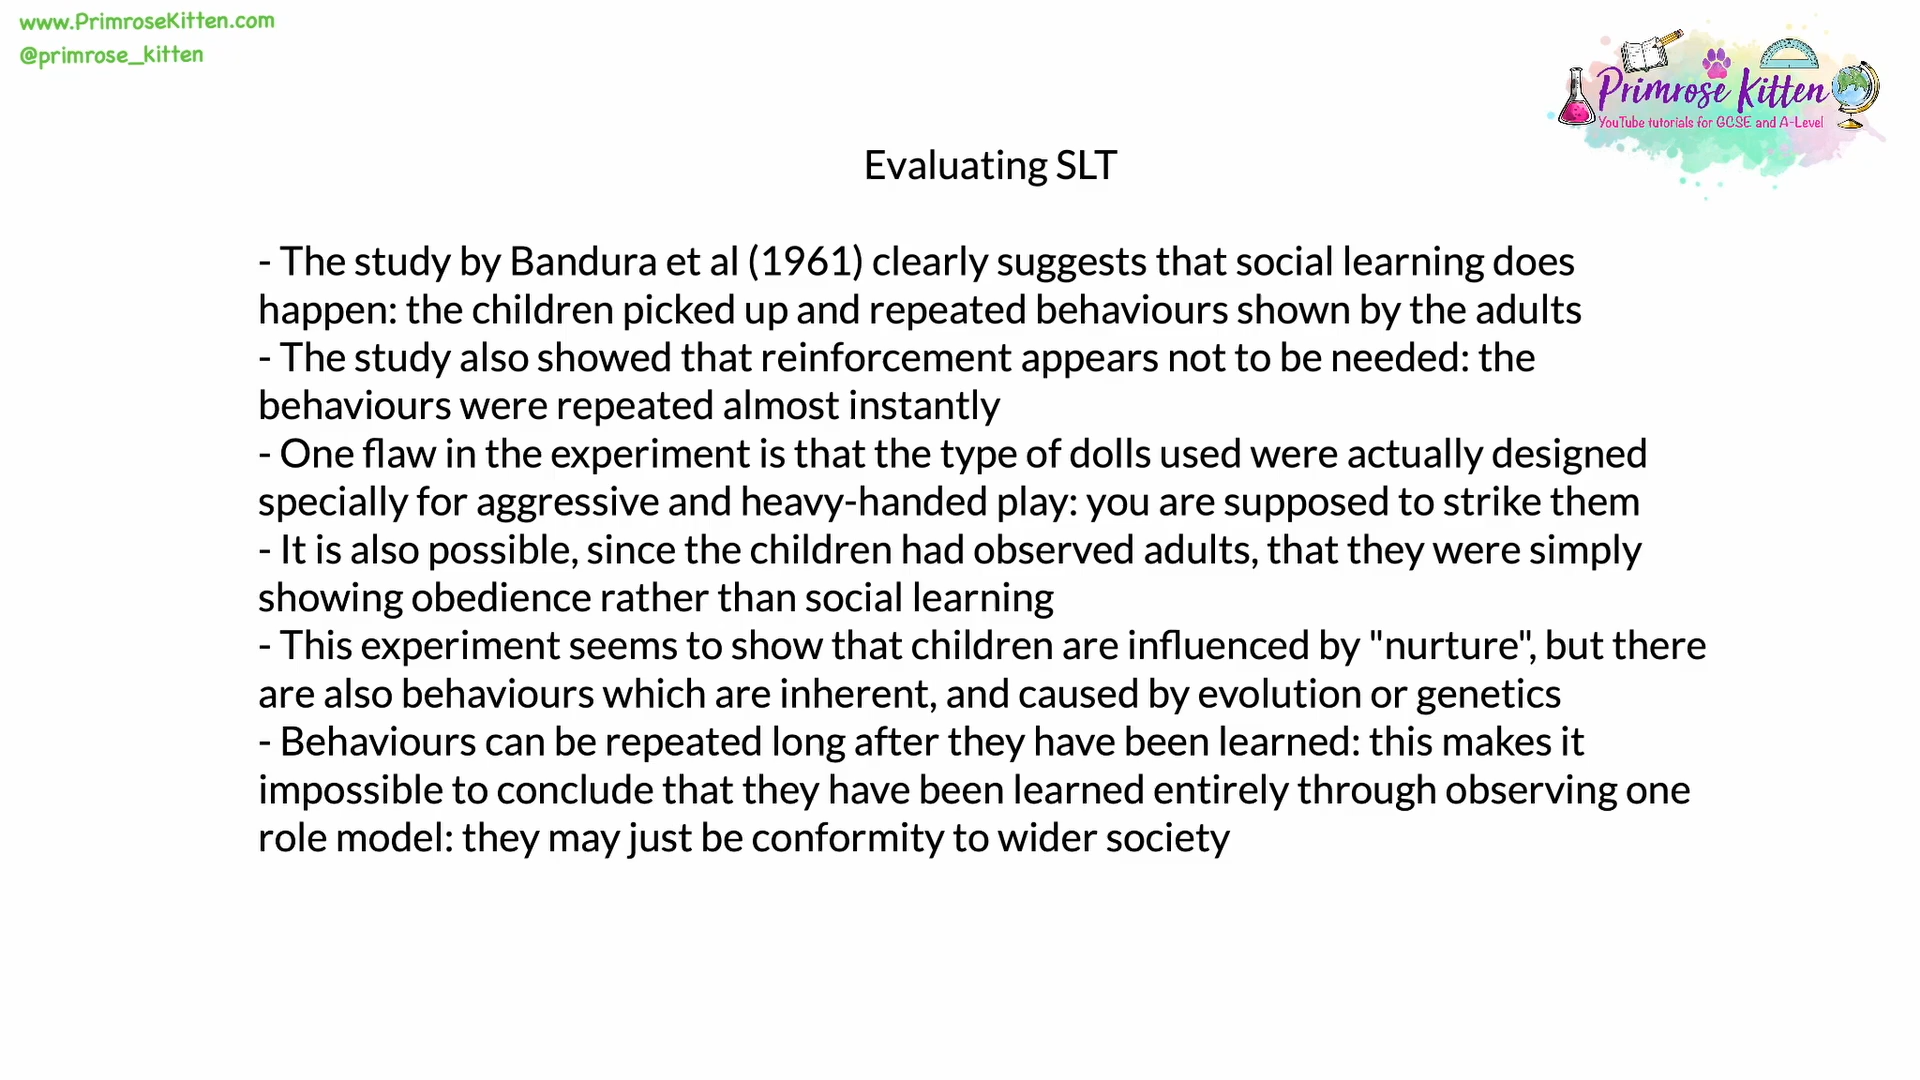 www.PrimroseKitten.com
@primrose_kitten
Primrose Kitten
YouTube tutorials for GCSE and A-Level
Evaluating SLT
- The study by Bandura et al (1961) clearly suggests that social learning does
happen: the children picked up and repeated behaviours shown by the adults
- The study also showed that reinforcement appears not to be needed: the
behaviours were repeated almost instantly
- One flaw in the experiment is that the type of dolls used were actually designed
specially for aggressive and heavy-handed play: you are supposed to strike them
- It is also possible, since the children had observed adults, that they were simply
showing obedience rather than social learning
- This experiment seems to show that children are influenced by "nurture", but there
are also behaviours which are inherent, and caused by evolution or genetics
- Behaviours can be repeated long after they have been learned: this makes it
impossible to conclude that they have been learned entirely through observing one
role model: they may just be conformity to wider society